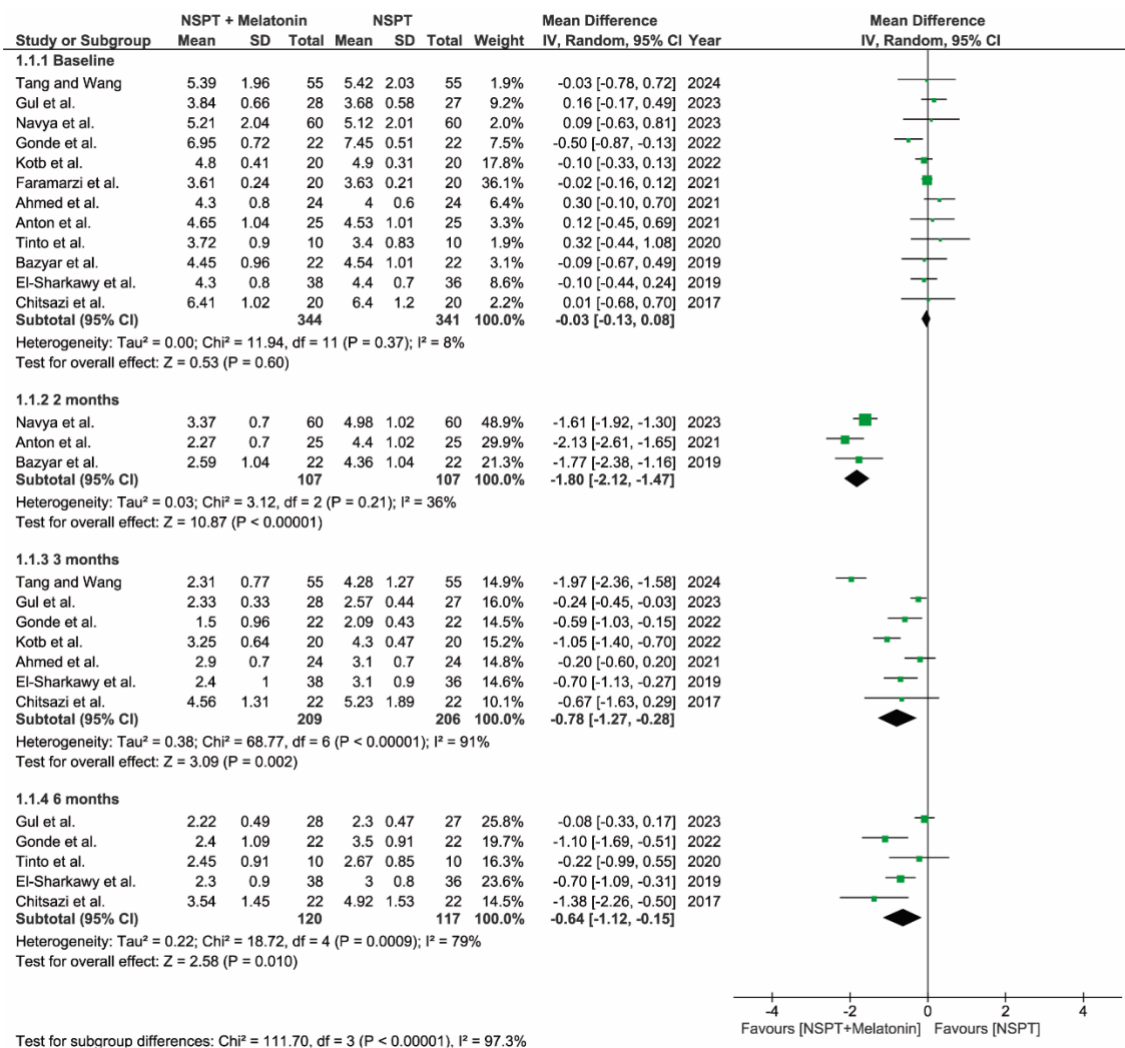 NSPT + Melatonin NSPT Mean Difference Mean Difference
Study or Subgroup Mean SD Total Mean SD Total Weight IV, Random, 95% CI Year IV, Random, 95% CI
1.1.1 Baseline
Tang and Wang 5.39 1.96 55 5.42 2.03 55 1.9% -0.03 [-0.78, 0.72] 2024
Gul et al. 3.84 0.66 28 3.68 0.58 27 9.2% 0.16 [-0.17, 0.49] 2023
Navya et al. 5.21 2.04 60 5.12 2.01 60 2.0% 0.09 [-0.63, 0.81] 2023
Gonde et al. 6.95 0.72 22 7.45 0.51 22 7.5% -0.50 [-0.87, -0.13] 2022
Kotb et al. 4.8 0.41 20 4.9 0.31 20 17.8% -0.10 [-0.33, 0.13] 2022
Faramarzi et al. 3.61 0.24 20 3.63 0.21 20 36.1% -0.02 [-0.16, 0.12] 2021
Ahmed et al. 4.3 0.8 24 4 0.6 24 6.4% 0.30 [-0.10, 0.70] 2021
Anton et al. 4.65 1.04 25 4.53 1.01 25 3.1% 0.12 [-0.45, 0.69] 2021
Tinto et al. 3.72 0.9 10 3.4 0.83 10 1.9% 0.32 [-0.44, 1.08] 2020
Bazyar et al. 4.45 0.96 22 4.54 1.01 22 3.1% -0.09 [-0.67, 0.49] 2019
El-Sharkawy et al. 4.3 0.8 38 4.4 0.7 36 8.6% -0.10 [-0.44, 0.24] 2019
Chitsazi et al. 6.41 1.02 20 6.4 1.2 20 2.2% 0.01 [-0.68, 0.70] 2017
Subtotal (95% CI) 344 341 100.0% -0.03 [-0.13, 0.08]
Heterogeneity: Tau² = 0.00; Chi² = 11.94, df = 11 (P = 0.37); I² = 8%
Test for overall effect: Z = 0.53 (P = 0.60)
1.1.2 2 months
Navya et al. 3.37 0.7 60 4.98 1.02 60 48.9% -1.61 [-1.92, -1.30] 2023
Anton et al. 2.27 0.7 25 4.4 1.02 25 29.9% -2.13 [-2.61, -1.65] 2021
Bazyar et al. 2.59 1.04 22 4.36 1.04 22 21.3% -1.77 [-2.38, -1.16] 2019
Subtotal (95% CI) 107 107 100.0% -1.80 [-2.12, -1.47]
Heterogeneity: Tau² = 0.03; Chi² = 3.12, df = 2 (P = 0.21); I² = 36%
Test for overall effect: Z = 10.87 (P < 0.00001)
1.1.3 3 months
Tang and Wang 2.31 0.77 55 4.28 1.27 55 14.9% -1.97 [-2.36, -1.58] 2024
Gul et al. 2.33 0.33 28 2.57 0.44 27 16.0% -0.24 [-0.45, -0.03] 2023
Gonde et al. 1.5 0.96 22 2.09 0.43 22 14.5% -0.59 [-1.03, -0.15] 2022
Kotb et al. 3.25 0.64 20 4.3 0.47 20 15.2% -1.05 [-1.40, -0.70] 2022
Ahmed et al. 2.9 0.7 24 3.1 0.7 24 14.8% -0.20 [-0.60, 0.20] 2021
El-Sharkawy et al. 2.4 1 38 3.1 0.9 36 14.6% -0.70 [-1.13, -0.27] 2019
Chitsazi et al. 4.56 1.31 22 5.23 1.89 22 10.1% -0.67 [-1.63, 0.29] 2017
Subtotal (95% CI) 209 206 100.0% -0.78 [-1.27, -0.28]
Heterogeneity: Tau² = 0.38; Chi² = 68.77, df = 6 (P < 0.00001); I² = 91%
Test for overall effect: Z = 3.09 (P = 0.002)
1.1.4 6 months
Gul et al. 2.22 0.49 28 2.3 0.47 27 25.8% -0.08 [-0.33, 0.17] 2023
Gonde et al. 2.4 1.09 22 3.5 0.91 22 19.7% -1.10 [-1.69, -0.51] 2022
Tinto et al. 2.45 0.91 10 2.67 0.85 10 16.3% -0.22 [-0.99, 0.55] 2020
El-Sharkawy et al. 2.3 0.9 38 3 0.8 36 23.6% -0.70 [-1.09, -0.31] 2019
Chitsazi et al. 3.54 1.45 22 4.92 1.53 22 14.5% -1.38 [-2.26, -0.50] 2017
Subtotal (95% CI) 120 117 100.0% -0.64 [-1.12, -0.15]
Heterogeneity: Tau² = 0.22; Chi² = 18.72, df = 4 (P = 0.0009); I² = 79%
Test for overall effect: Z = 2.58 (P = 0.010)
-4 -2 0 2 4
Favours [NSPT+Melatonin] Favours [NSPT]
Test for subgroup differences: Chi² = 111.70, df = 3 (P < 0.00001), I² = 97.3%